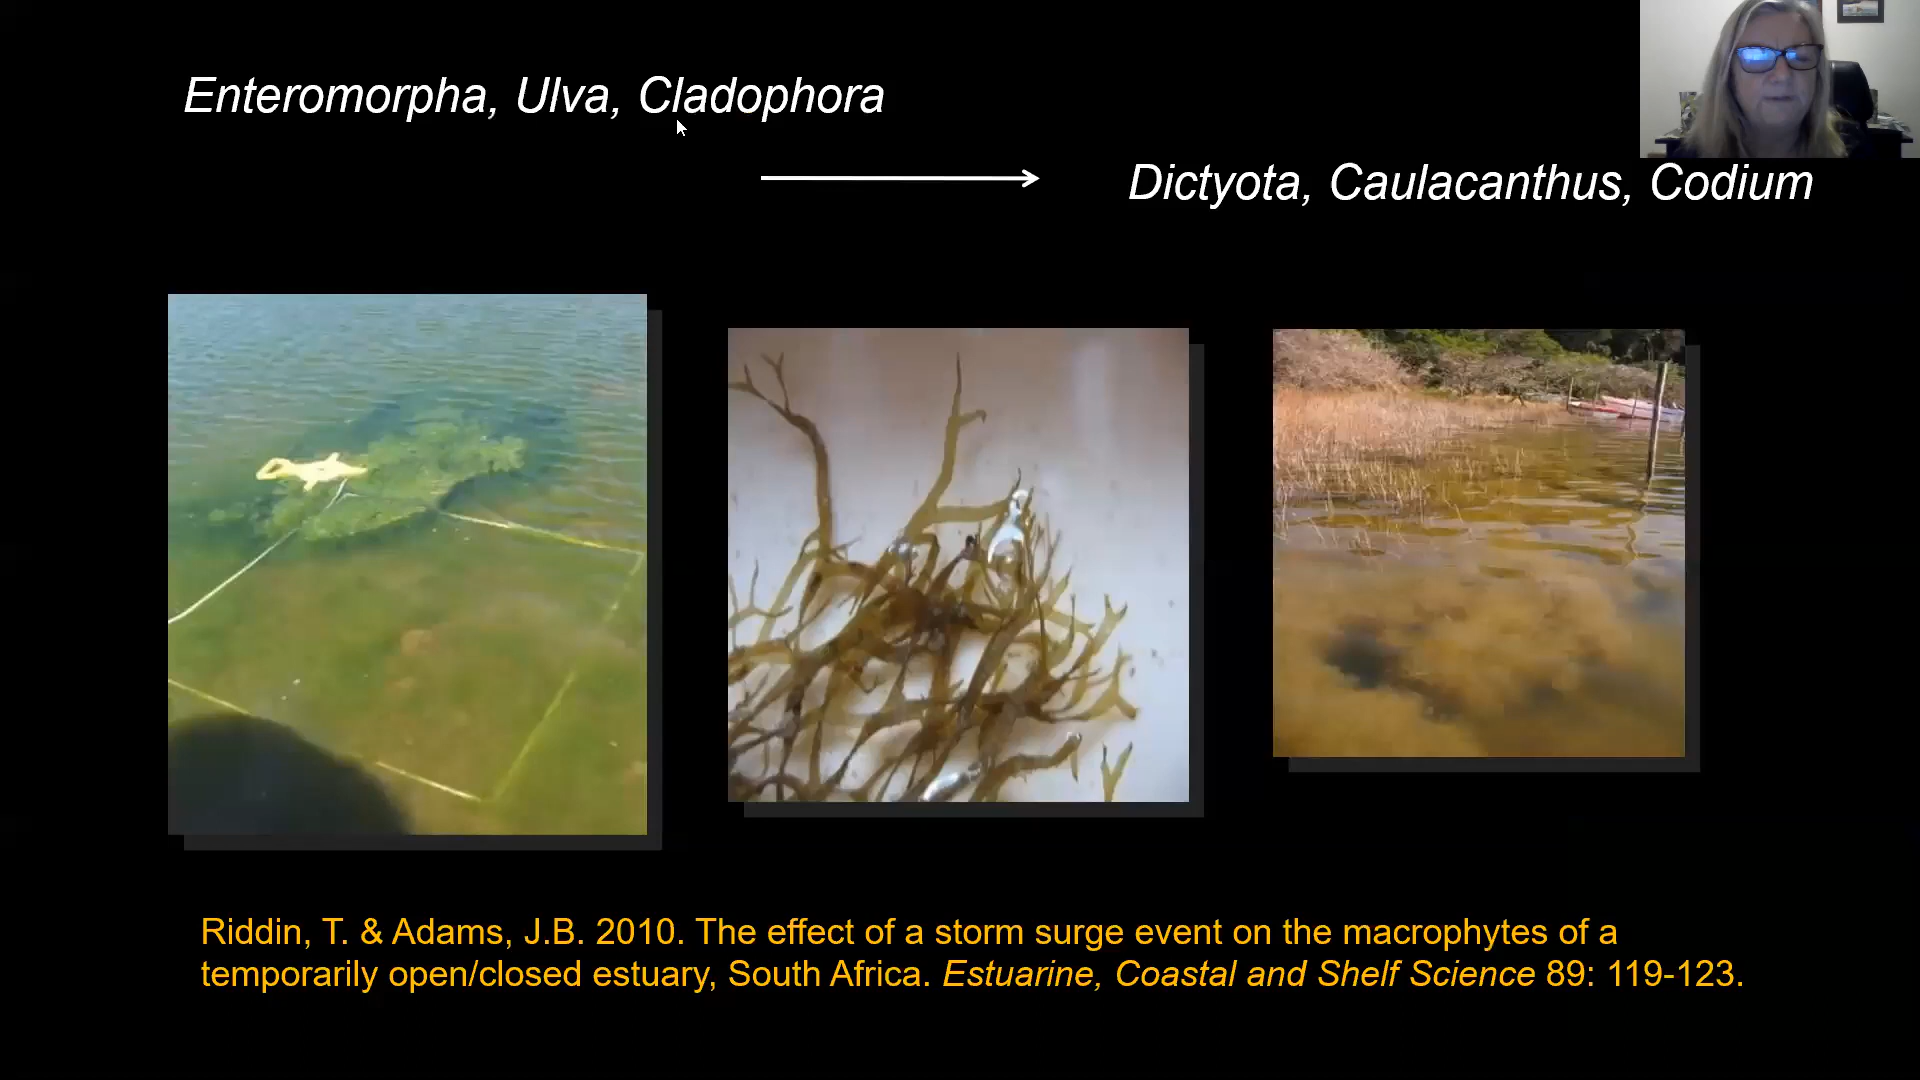 Enteromorpha, Ulva, Cladophora
Dictyota, Caulacanthus, Codium
Riddin, T. & Adams, J.B. 2010. The effect of a storm surge event on the macrophytes of a
temporarily open/closed estuary, South Africa. Estuarine, Coastal and Shelf Science 89: 119-123.